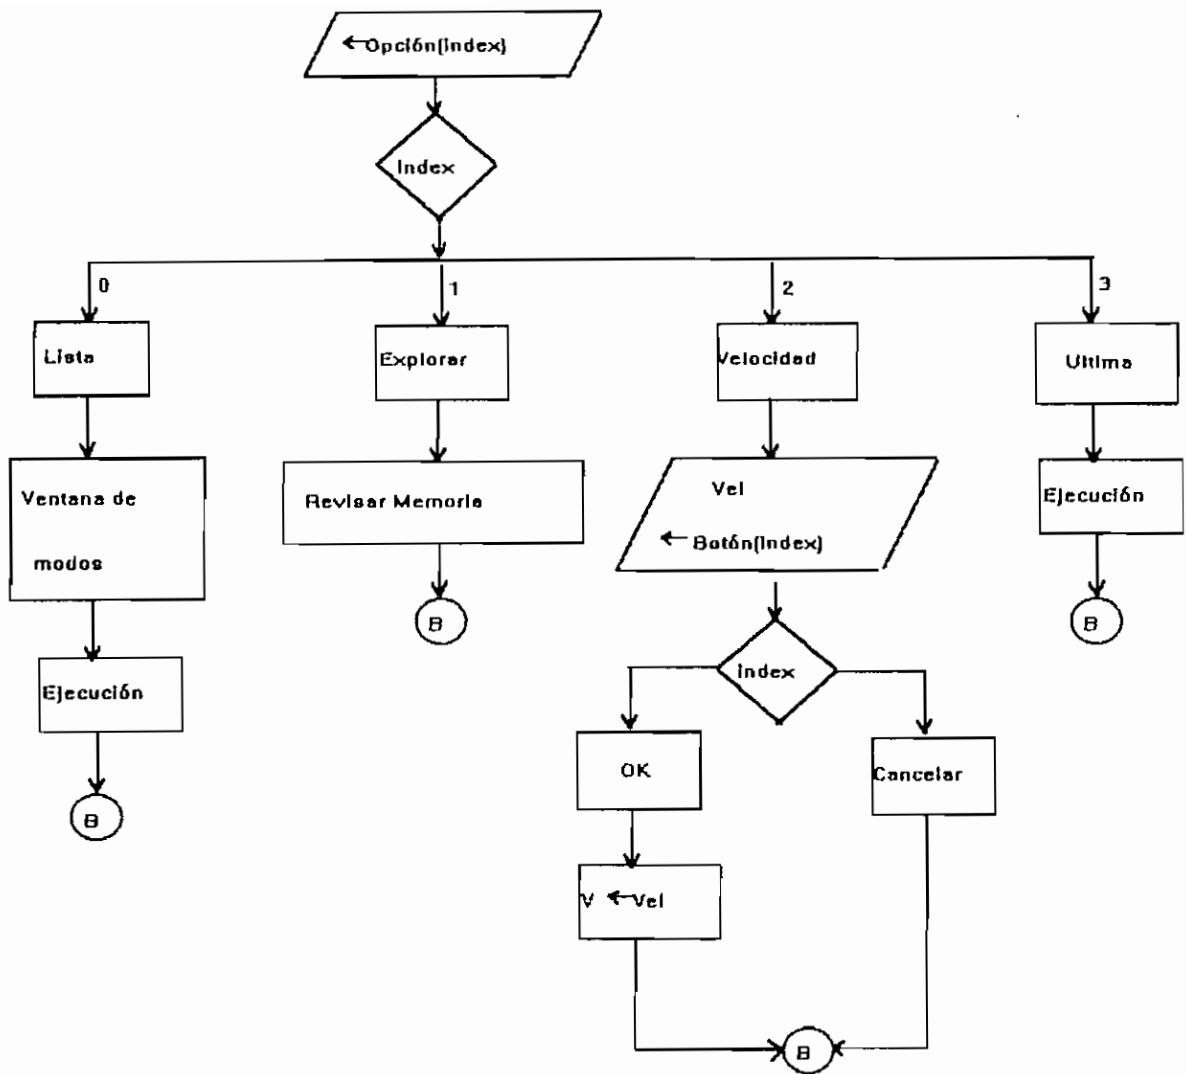 ←Opción(Index)
Index
0
1
2
3
Lista
Explorar
Velocidad
Ultima
Ventana de
modos
Revisar Memoria
Vel
← Botón(Index)
Ejecución
Ejecución
B
B
B
Index
OK
Cancelar
V ←Vel
B